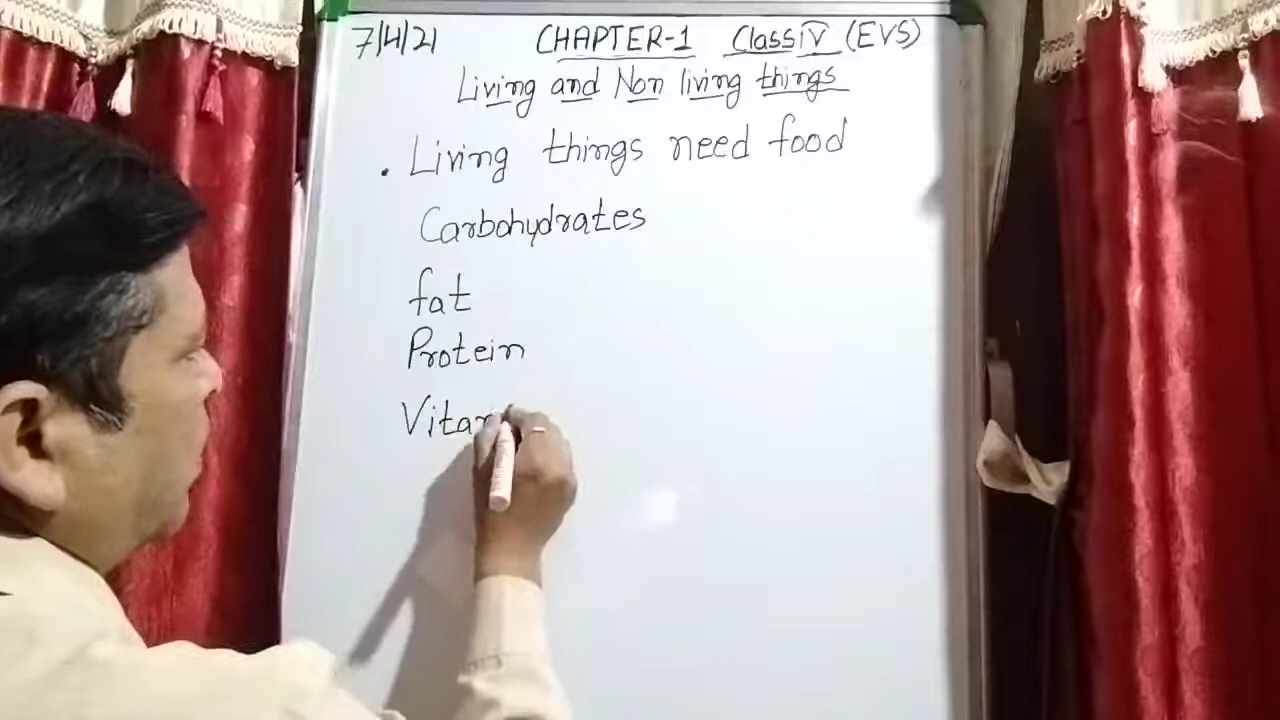 7/4/21 CHAPTER-1 Class IV (EVS)
Living and Non living things
. Living things need food
Carbohydrates
fat
Protein